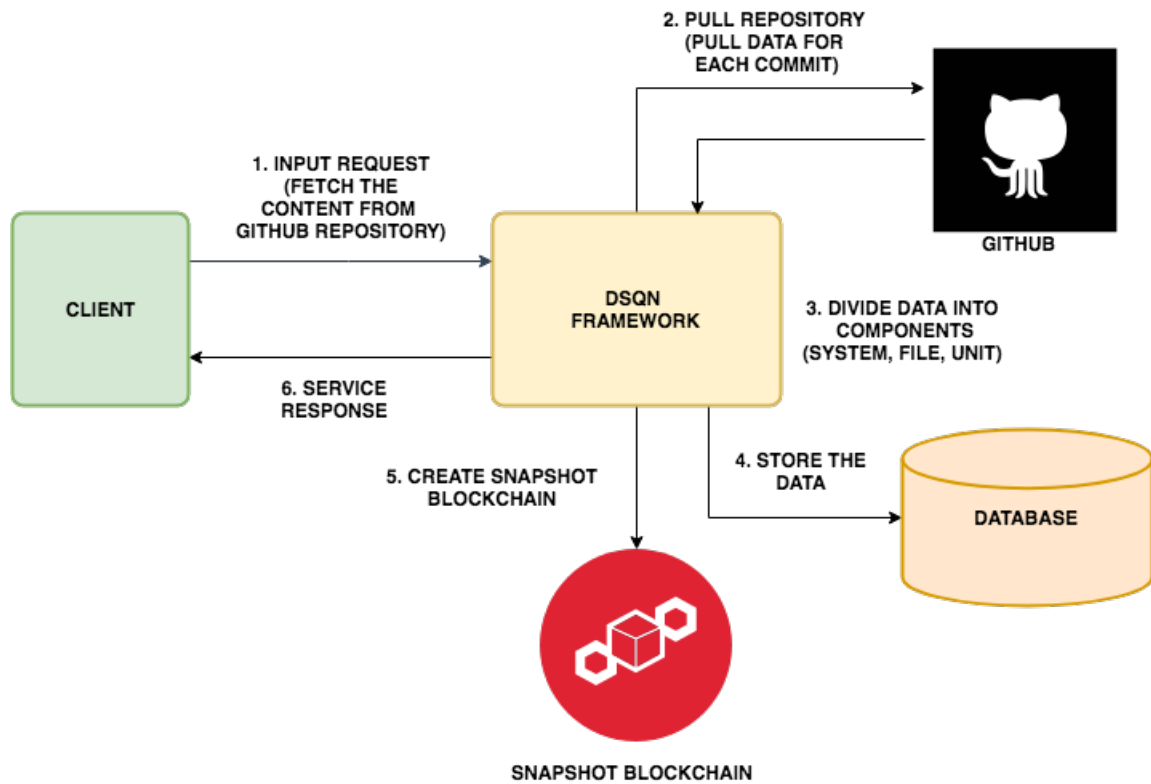 2. PULL REPOSITORY
(PULL DATA FOR
EACH COMMIT)
1. INPUT REQUEST
(FETCH THE
CONTENT FROM
GITHUB REPOSITORY)
GITHUB
CLIENT
DSQN
FRAMEWORK
3. DIVIDE DATA INTO
COMPONENTS
(SYSTEM, FILE, UNIT)
6. SERVICE
RESPONSE
5. CREATE SNAPSHOT
BLOCKCHAIN
4. STORE THE
DATA
DATABASE
SNAPSHOT BLOCKCHAIN